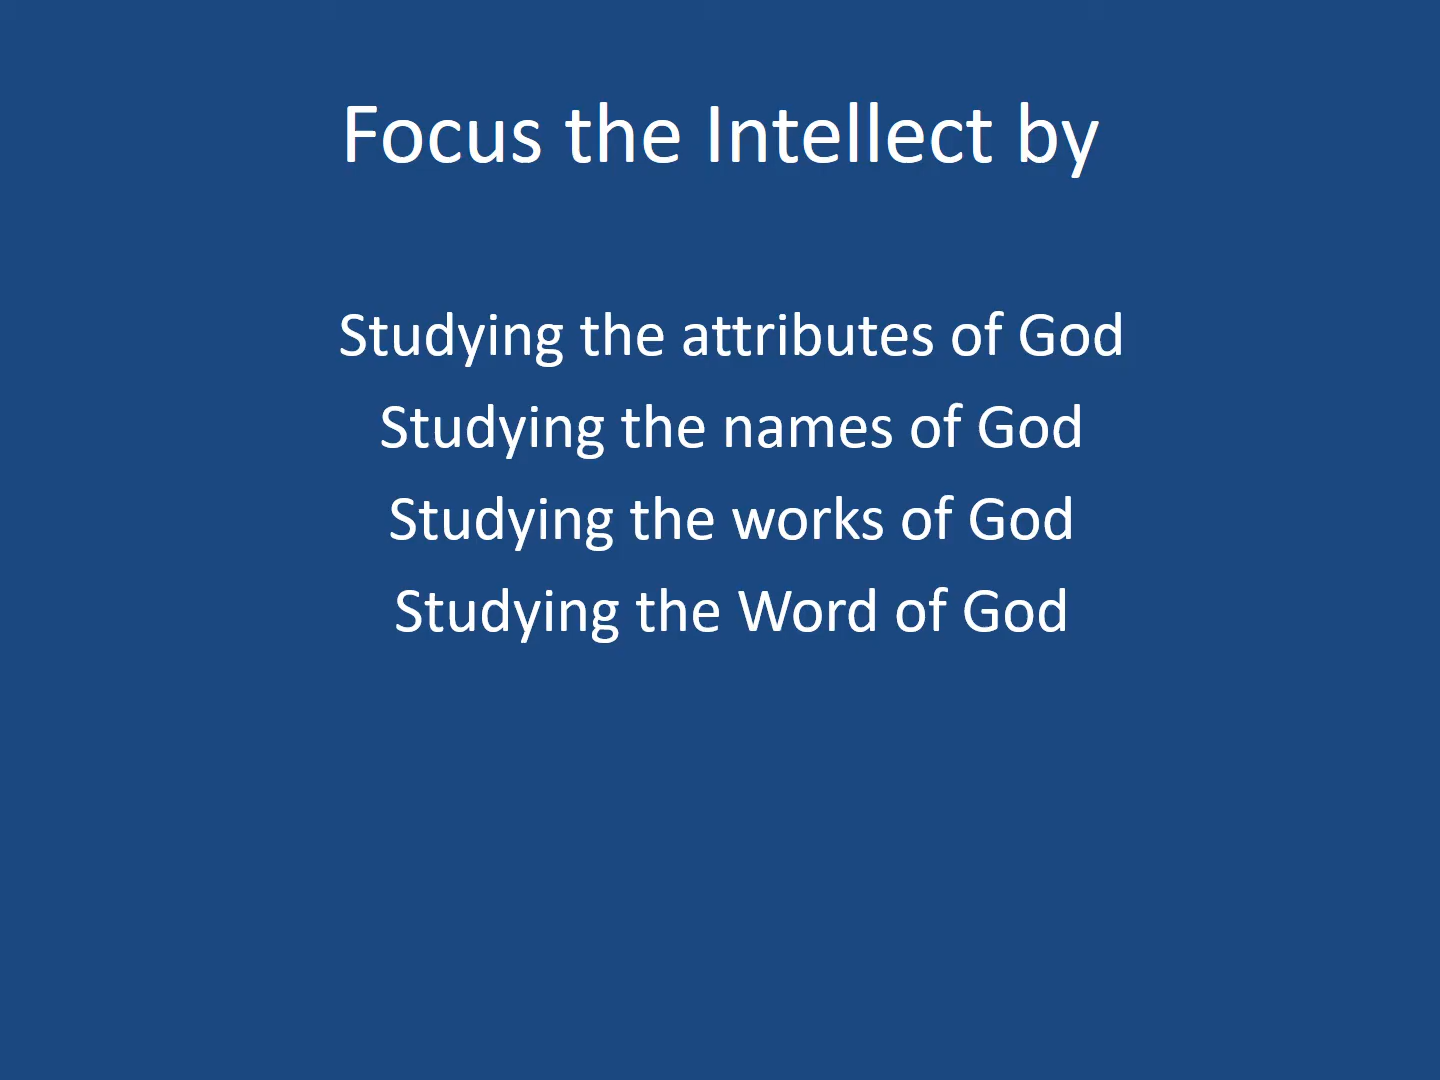 Focus the Intellect by
Studying the attributes of God
Studying the names of God
Studying the works of God
Studying the Word of God